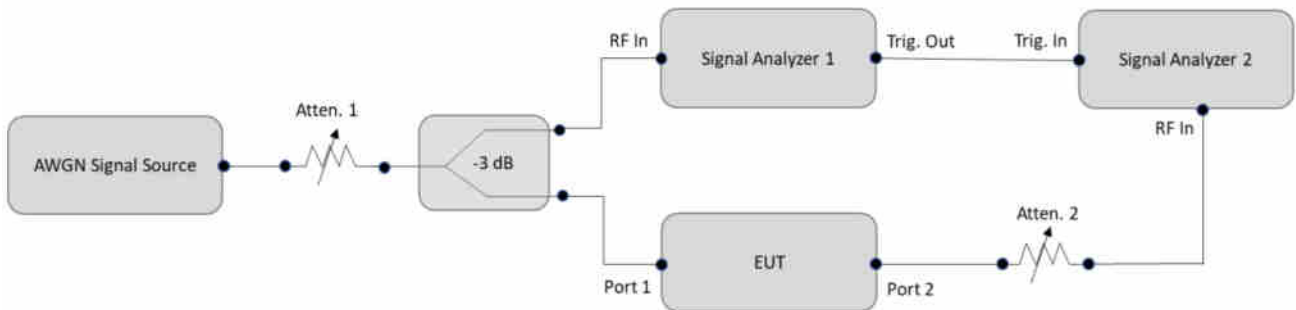 RF In
Signal Analyzer 1
Trig. Out
Trig. In
Signal Analyzer 2
Atten. 1
RF In
AWGN Signal Source
-3 dB
Atten. 2
EUT
Port 1
Port 2